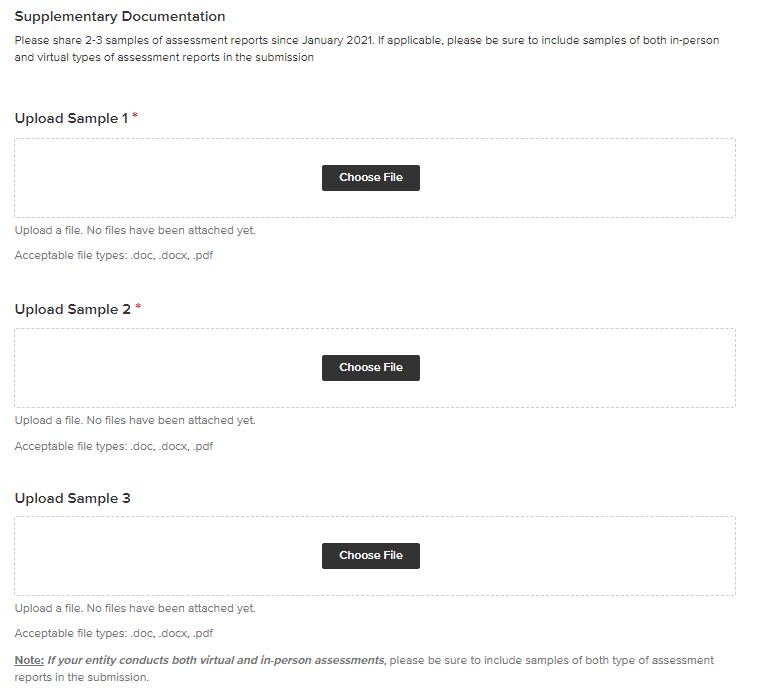 Supplementary Documentation
Please share 2-3 samples of assessment reports since January 2021. If applicable, please be sure to include samples of both in-person
and virtual types of assessment reports in the submission
Upload Sample 1 *
Choose File
Upload a file. No files have been attached yet.
Acceptable file types: .doc, .docx, .pdf
Upload Sample 2 *
Choose File
Upload a file. No files have been attached yet.
Acceptable file types: .doc, .docx, .pdf
Upload Sample 3
Choose File
Upload a file. No files have been attached yet.
Acceptable file types: .doc, .docx, .pdf
Note: If your entity conducts both virtual and in-person assessments, please be sure to include samples of both type of assessment
reports in the submission.